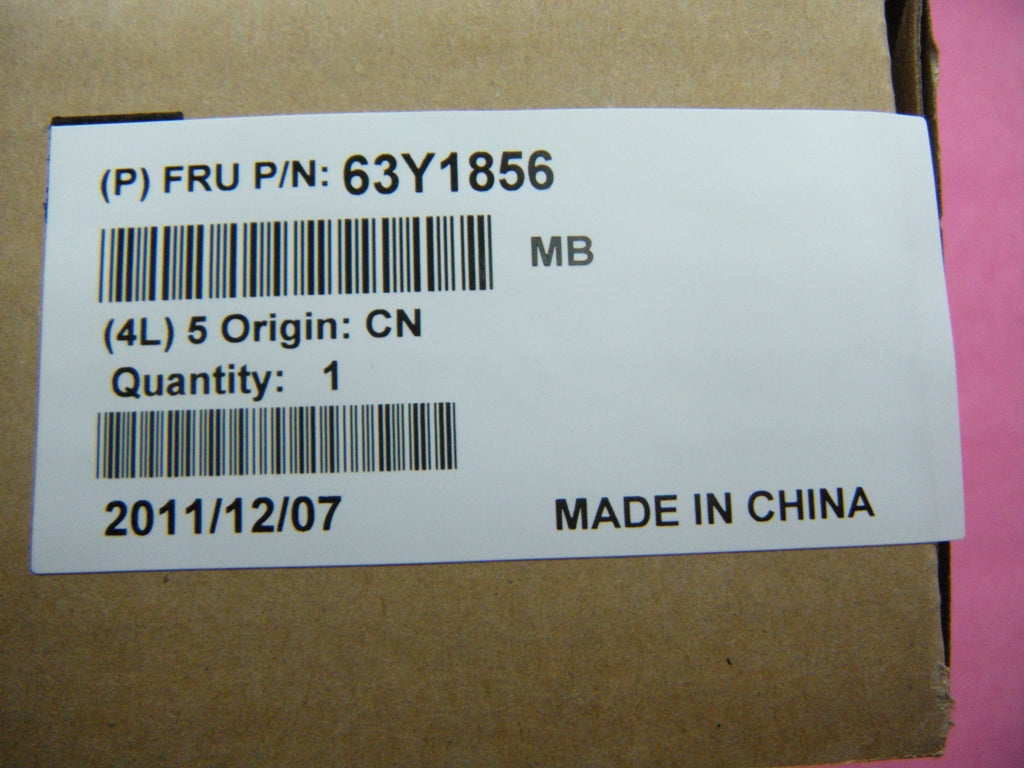 (P) FRU P/N: 63Y1856
MB
(4L) 5 Origin: CN
Quantity: 1
2011/12/07
MADE IN CHINA